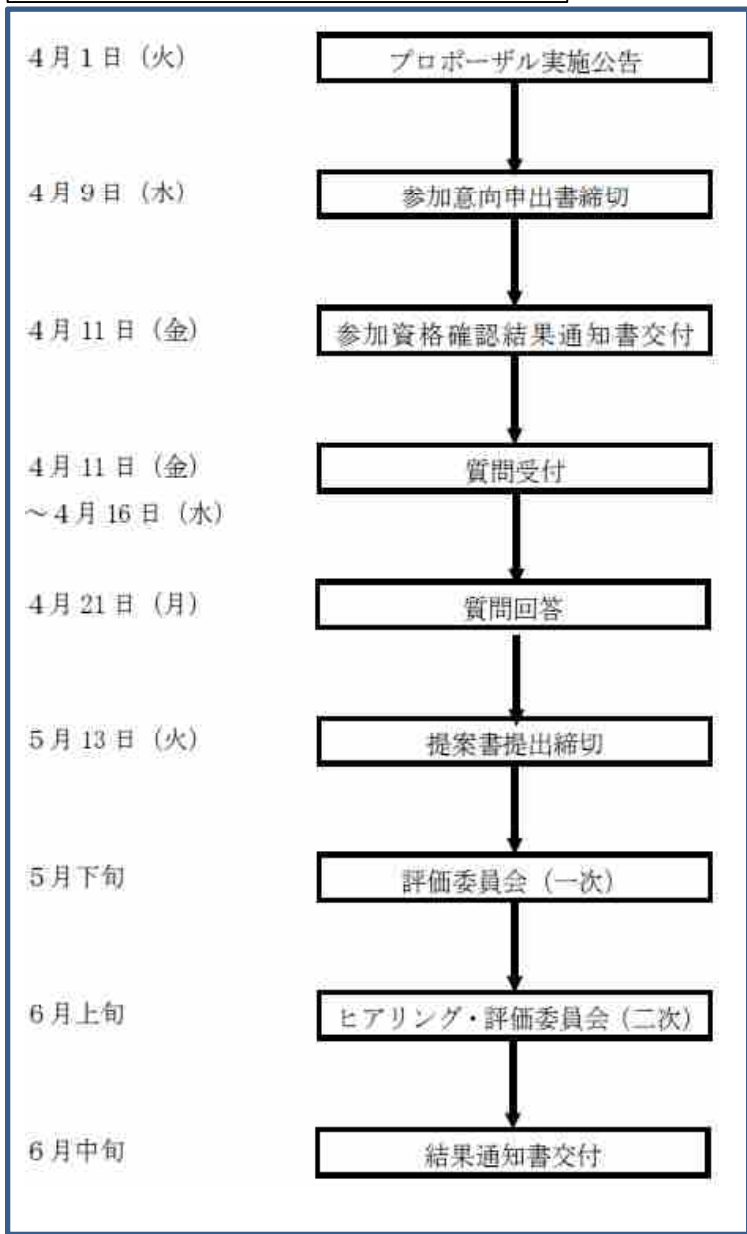 4月1日（火）
プロポーザル実施公告
4月9日（水）
参加意向申出書締切
4月11日（金）
参加資格確認結果通知書交付
4月11日（金）
～4月16日（水）
質問受付
4月21日（月）
質問回答
5月13日（火）
提案書提出締切
5月下旬
評価委員会（一次）
6月上旬
ヒアリング・評価委員会（二次）
6月中旬
結果通知書交付